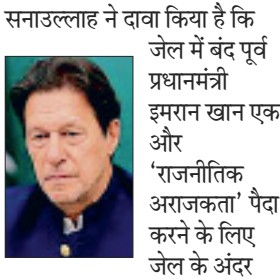 सनाउल्लाह ने दावा किया है कि
जेल में बंद पूर्व
प्रधानमंत्री
इमरान खान एक
और
‘राजनीतिक
अराजकता’ पैदा
करने के लिए
जेल के अंदर